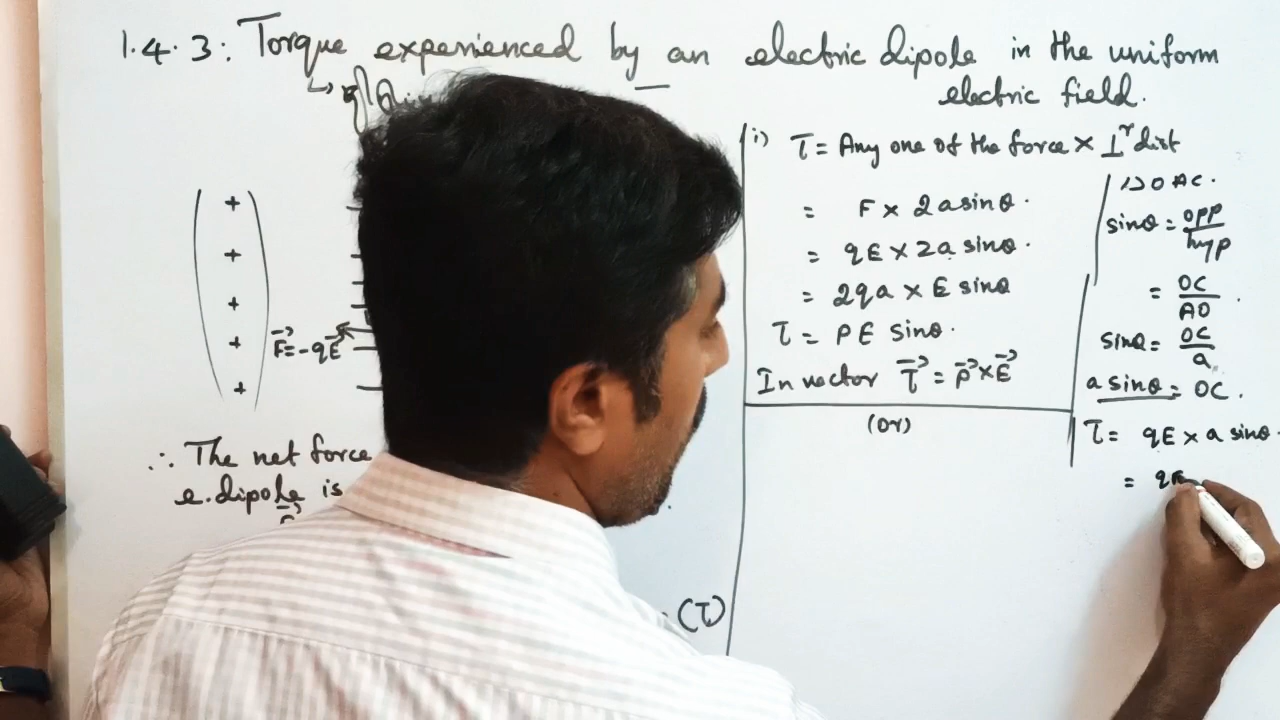 1.4.3: Torque experienced by an electric dipole in the uniform
electric field.
+
+
+
+
+
F⃗=-qE⃗
∴ The net force
e.dipole is
(τ)
i) τ = Any one of the force × ⊥r dist
= F × 2a sinθ.
= qE × 2a sinθ.
= 2qa × E sinθ
τ = PE sinθ.
In vector τ⃗ = P⃗×E⃗
(or)
OAC.
sinθ = opp/hyp
= OC/AO.
sinθ = OC/a
a sinθ = OC.
τ = qE × a sinθ.
= qE